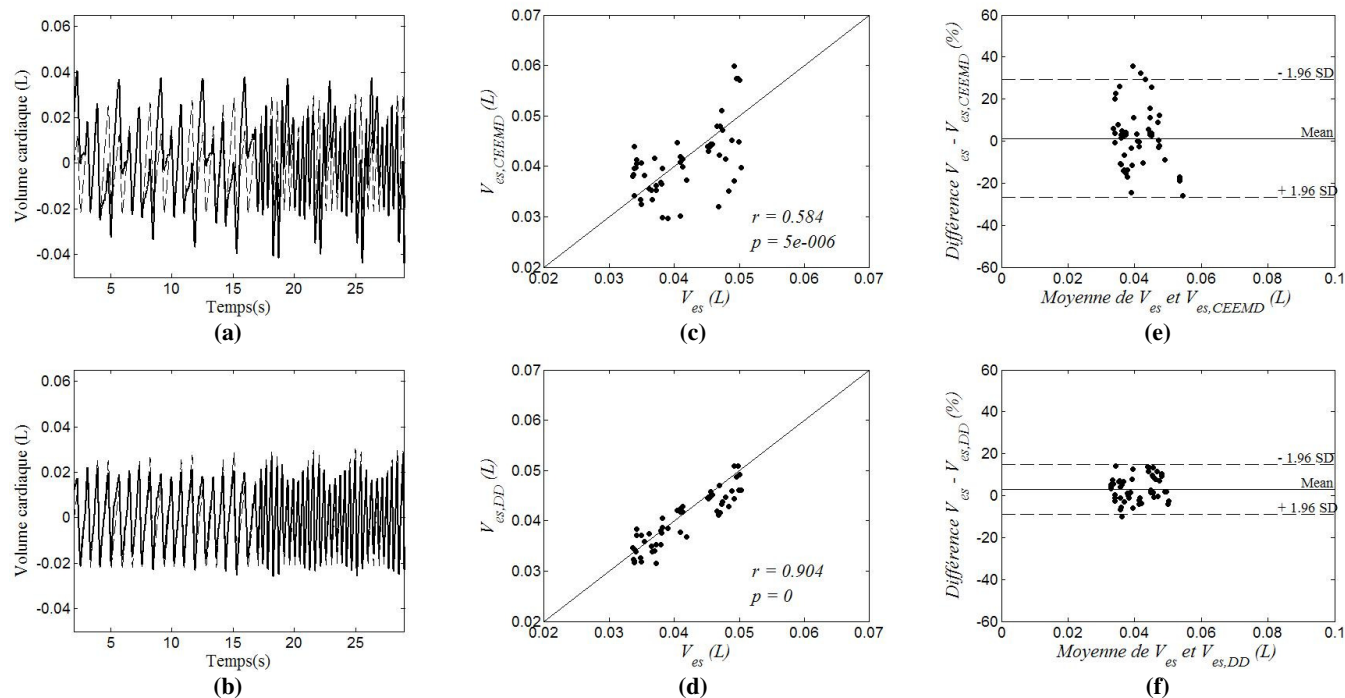 0.06
0.04
0.02
0
-0.02
-0.04
Volume cardiaque (L)
5 10 15 20 25
Temps(s)
(a)
0.07
0.06
0.05
0.04
0.03
0.02
V_es,CEEMD (L)
r = 0.584
p = 5e-006
0.02 0.03 0.04 0.05 0.06 0.07
V_es (L)
(c)
60
40
20
0
-20
-40
-60
Différence V_es - V_es,CEEMD (%)
- 1.96 SD
Mean
+ 1.96 SD
0 0.02 0.04 0.06 0.08 0.1
Moyenne de V_es et V_es,CEEMD (L)
(e)
0.06
0.04
0.02
0
-0.02
-0.04
Volume cardiaque (L)
5 10 15 20 25
Temps(s)
(b)
0.07
0.06
0.05
0.04
0.03
0.02
V_es,DD (L)
r = 0.904
p = 0
0.02 0.03 0.04 0.05 0.06 0.07
V_es (L)
(d)
60
40
20
0
-20
-40
-60
Différence V_es - V_es,DD (%)
- 1.96 SD
Mean
+ 1.96 SD
0 0.02 0.04 0.06 0.08 0.1
Moyenne de V_es et V_es,DD (L)
(f)